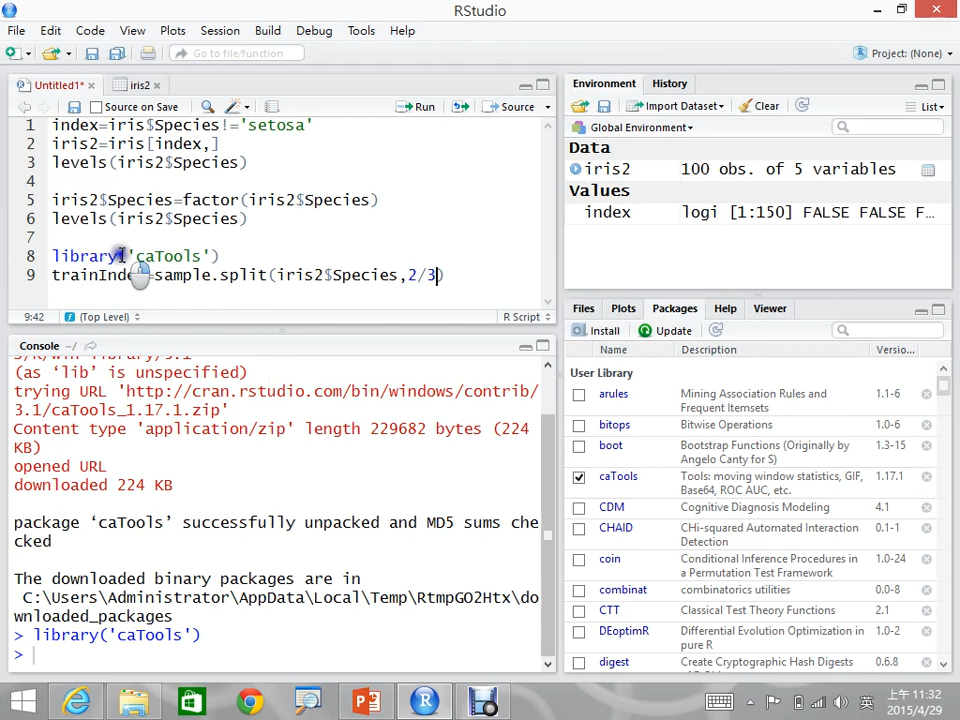 RStudio
File Edit Code View Plots Session Build Debug Tools Help
Go to file/function
Project: (None)
Untitled1* iris2
Source on Save Run Source
1 index=iris$Species!='setosa'
2 iris2=iris[index,]
3 levels(iris2$Species)
4
5 iris2$Species=factor(iris2$Species)
6 levels(iris2$Species)
7
8 library('caTools')
9 sample.split(iris2$Species,2/3)
9:42 (Top Level) R Script
Console ~/
(as 'lib' is unspecified)
trying URL 'http://cran.rstudio.com/bin/windows/contrib/
3.1/caTools_1.17.1.zip'
Content type 'application/zip' length 229682 bytes (224
KB)
opened URL
downloaded 224 KB
package ‘caTools’ successfully unpacked and MD5 sums che
cked
The downloaded binary packages are in
C:\Users\Administrator\AppData\Local\Temp\RtmpGO2Htx\do
wnloaded_packages
> library('caTools')
>
Environment History
Import Dataset Clear List
Global Environment
Data
iris2 100 obs. of 5 variables
Values
index logi [1:150] FALSE FALSE F...
Files Plots Packages Help Viewer
Install Update
Name Description Versio...
User Library
arules Mining Association Rules and 1.1-6
Frequent Itemsets
bitops Bitwise Operations 1.0-6
boot Bootstrap Functions (Originally by 1.3-15
Angelo Canty for S)
caTools Tools: moving window statistics, GIF, 1.17.1
Base64, ROC AUC, etc.
CDM Cognitive Diagnosis Modeling 4.1
CHAID CHi-squared Automated Interaction 0.1-1
Detection
coin Conditional Inference Procedures in 1.0-24
a Permutation Test Framework
combinat combinatorics utilities 0.0-8
CTT Classical Test Theory Functions 2.1
DEoptimR Differential Evolution Optimization in 1.0-2
pure R
digest Create Cryptographic Hash Digests 0.6.8
英
上午 11:32
2015/4/29